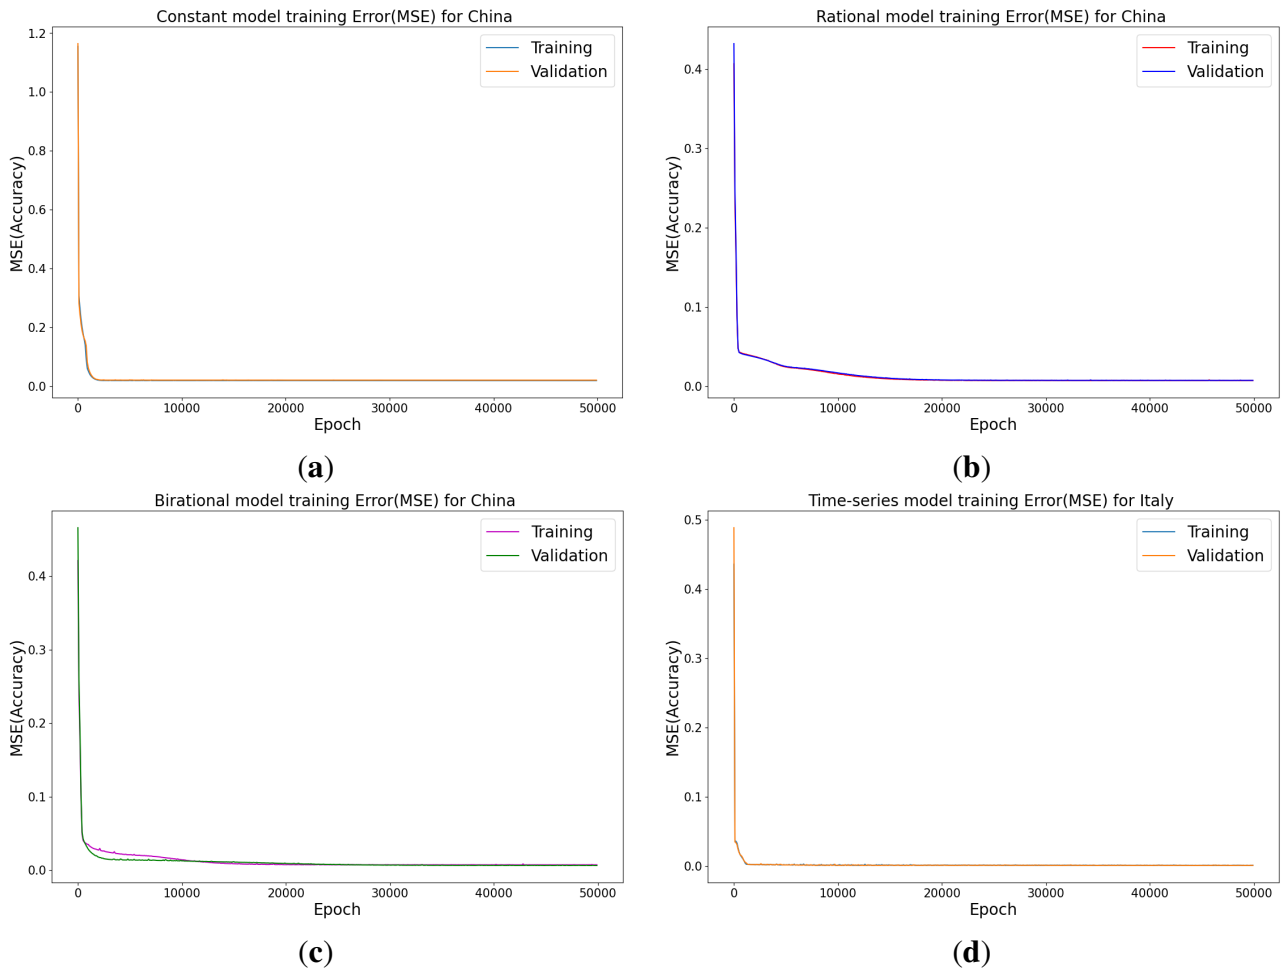 Constant model training Error(MSE) for China
Training
Validation
MSE(Accuracy)
1.2
1.0
0.8
0.6
0.4
0.2
0.0
0 10000 20000 30000 40000 50000
Epoch
(a)
Rational model training Error(MSE) for China
Training
Validation
MSE(Accuracy)
0.4
0.3
0.2
0.1
0.0
0 10000 20000 30000 40000 50000
Epoch
(b)
Birational model training Error(MSE) for China
Training
Validation
MSE(Accuracy)
0.4
0.3
0.2
0.1
0.0
0 10000 20000 30000 40000 50000
Epoch
(c)
Time-series model training Error(MSE) for Italy
Training
Validation
MSE(Accuracy)
0.5
0.4
0.3
0.2
0.1
0.0
0 10000 20000 30000 40000 50000
Epoch
(d)